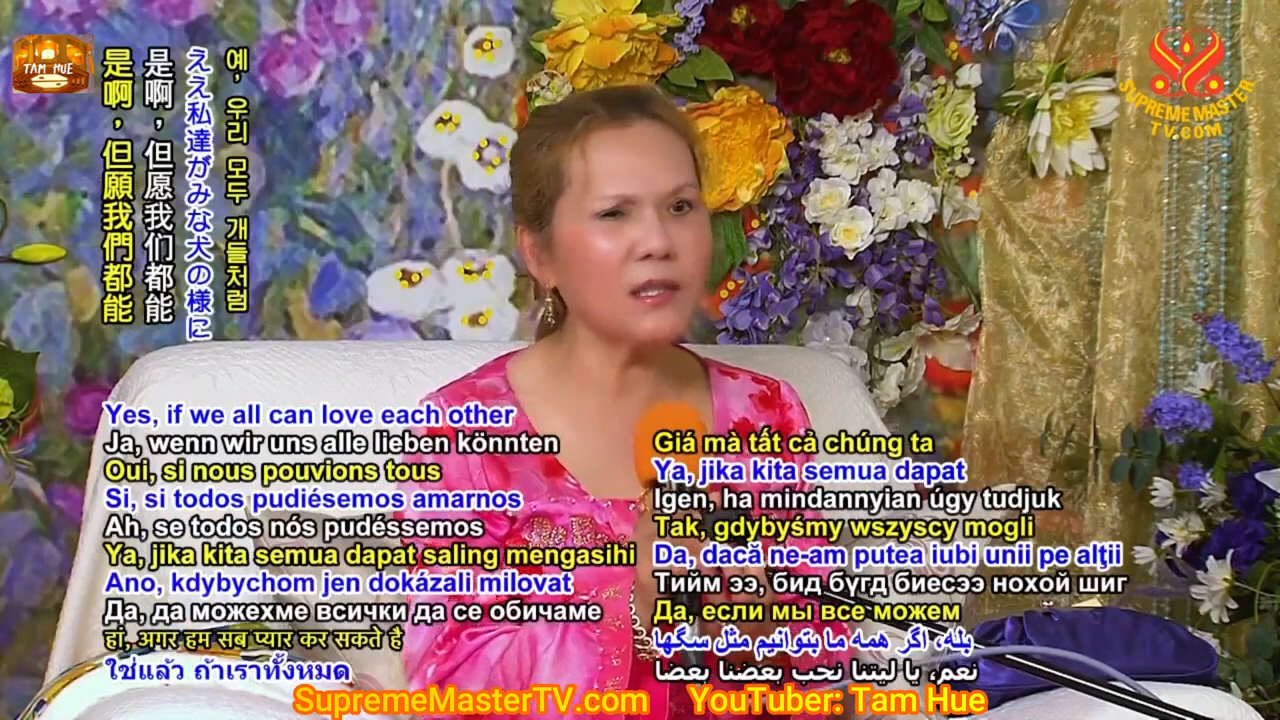 TAM HUE
SUPREME MASTER
TV.COM
예, 우리 모두 개들처럼
ええ私達がみな犬の様に
是啊，但愿我们都能
是啊，但願我們都能
Yes, if we all can love each other
Ja, wenn wir uns alle lieben könnten
Oui, si nous pouvions tous
Si, si todos pudiésemos amarnos
Ah, se todos nós pudéssemos
Ya, jika kita semua dapat saling mengasihi
Ano, kdybychom jen dokázali milovat
Да, да можехме всички да се обичаме
हां, अगर हम सब प्यार कर सकते है
ใช่แล้ว ถ้าเราทั้งหมด
Giá mà tất cả chúng ta
Ya, jika kita semua dapat
Igen, ha mindannyian úgy tudjuk
Tak, gdybyśmy wszyscy mogli
Da, dacă ne-am putea iubi unii pe alţii
Тийм ээ, бид бүгд биесээ нохой шиг
Да, если мы все можем
بله، اگر همه ما بتوانیم مثل سگها
نعم، يا ليتنا نحب بعضنا بعضا
SupremeMasterTV.com
YouTuber: Tam Hue